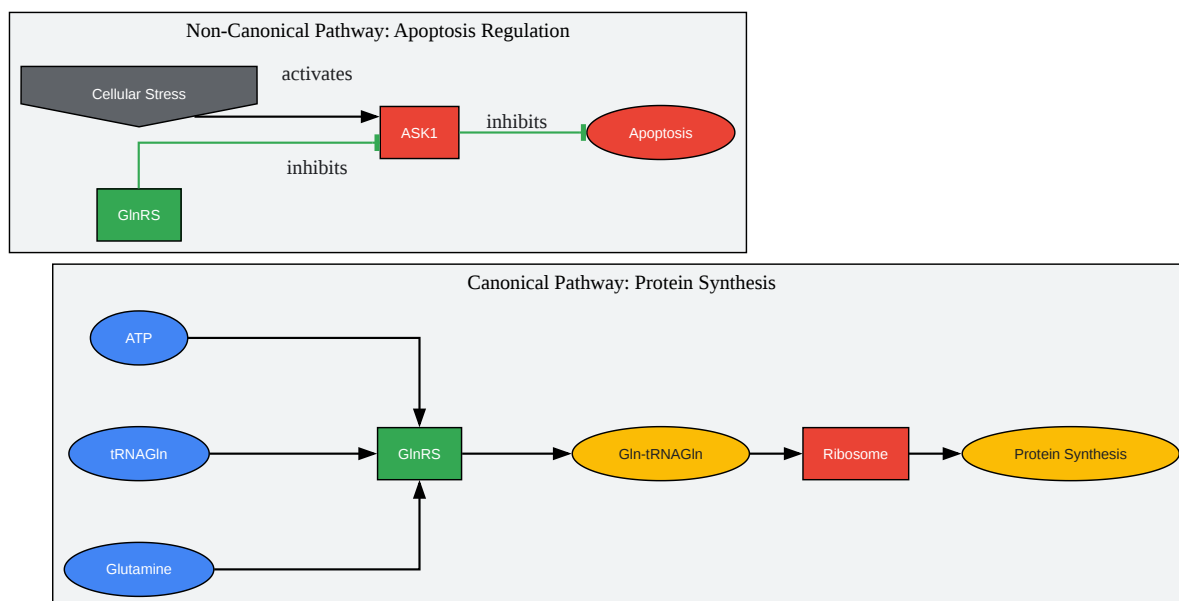 Non-Canonical Pathway: Apoptosis Regulation
activates
Cellular Stress
inhibits
ASK1
Apoptosis
inhibits
GlnRS
Canonical Pathway: Protein Synthesis
ATP
tRNAGln
GlnRS
Gln-tRNAGln
Ribosome
Protein Synthesis
Glutamine